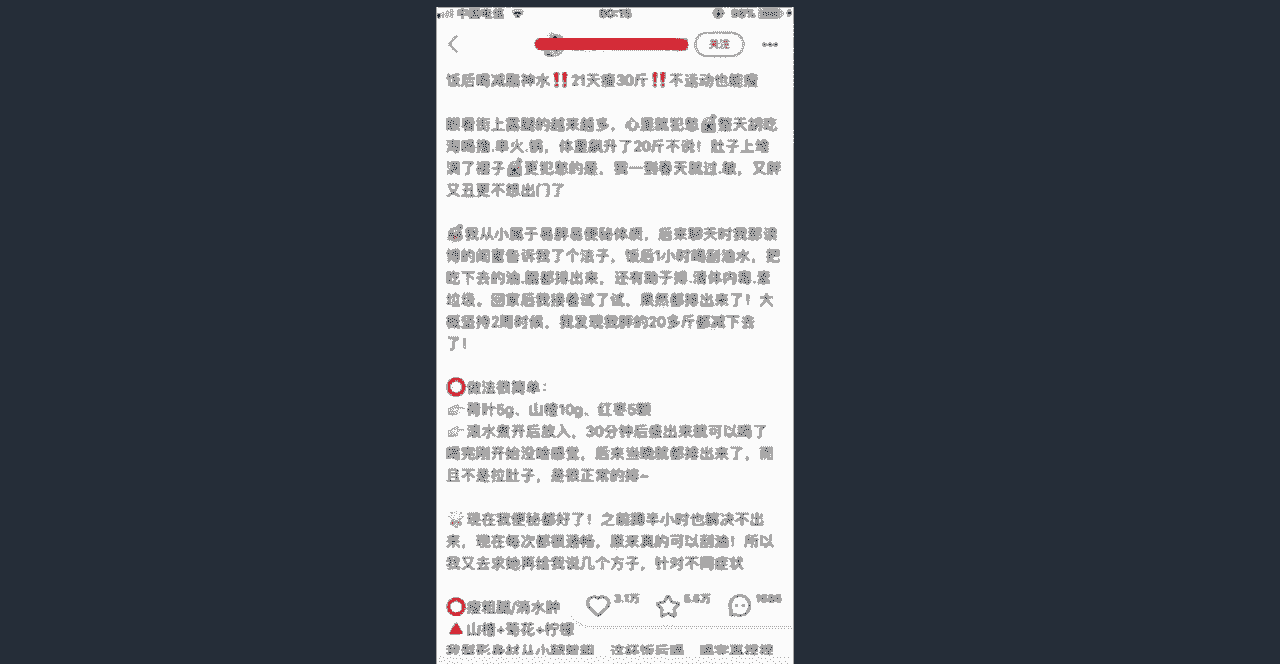 中国电信
关注
饭后喝减脂神水‼️21天瘦30斤‼️不运动也能瘦
眼看街上露腿的越来越多，心里就犯愁 整天胡吃
海喝撸.串火.锅，体重飙升了20斤不说！肚子上堆
满了褶子 更犯愁的是，我一到春天就过.敏，又胖
又丑更不想出门了
我从小属于易胖易便秘体质，后来聊天时我那读
博的闺蜜告诉我了个法子，饭后1小时喝刮油水，把
吃下去的油.脂都排出来，还有助于排.清体内毒.素
垃圾。回家后我接着试了试，果然都排出来了！大
概坚持2周时候，我发现我胖的20多斤都减下去
了！
⭕做法很简单：
👉荷叶5g、山楂10g、红枣5颗
👉清水煮开后放入，30分钟后盛出来就可以喝了
喝完刚开始没啥感觉，后来当晚就都排出来了，而
且不是拉肚子，是很正常的排~
现在我便秘都好了！之前蹲半小时也解决不出
来，现在每次都很通畅，原来真的可以刮油！所以
我又去求她再给我说几个方子，针对不同症状
⭕瘦粗腿/消水肿
3.1万
5.6万
🔺山楂+菊花+柠檬